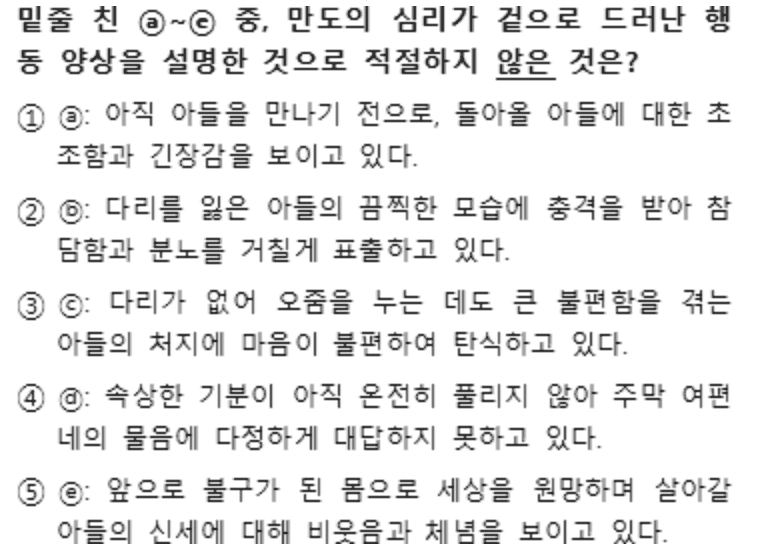 밑줄 친 ⓐ~ⓔ 중, 만도의 심리가 겉으로 드러난 행
동 양상을 설명한 것으로 적절하지 않은 것은?
① ⓐ: 아직 아들을 만나기 전으로, 돌아올 아들에 대한 초
조함과 긴장감을 보이고 있다.
② ⓑ: 다리를 잃은 아들의 끔찍한 모습에 충격을 받아 참
담함과 분노를 거칠게 표출하고 있다.
③ ⓒ: 다리가 없어 오줌을 누는 데도 큰 불편함을 겪는
아들의 처지에 마음이 불편하여 탄식하고 있다.
④ ⓓ: 속상한 기분이 아직 온전히 풀리지 않아 주막 여편
네의 물음에 다정하게 대답하지 못하고 있다.
⑤ ⓔ: 앞으로 불구가 된 몸으로 세상을 원망하며 살아갈
아들의 신세에 대해 비웃음과 체념을 보이고 있다.